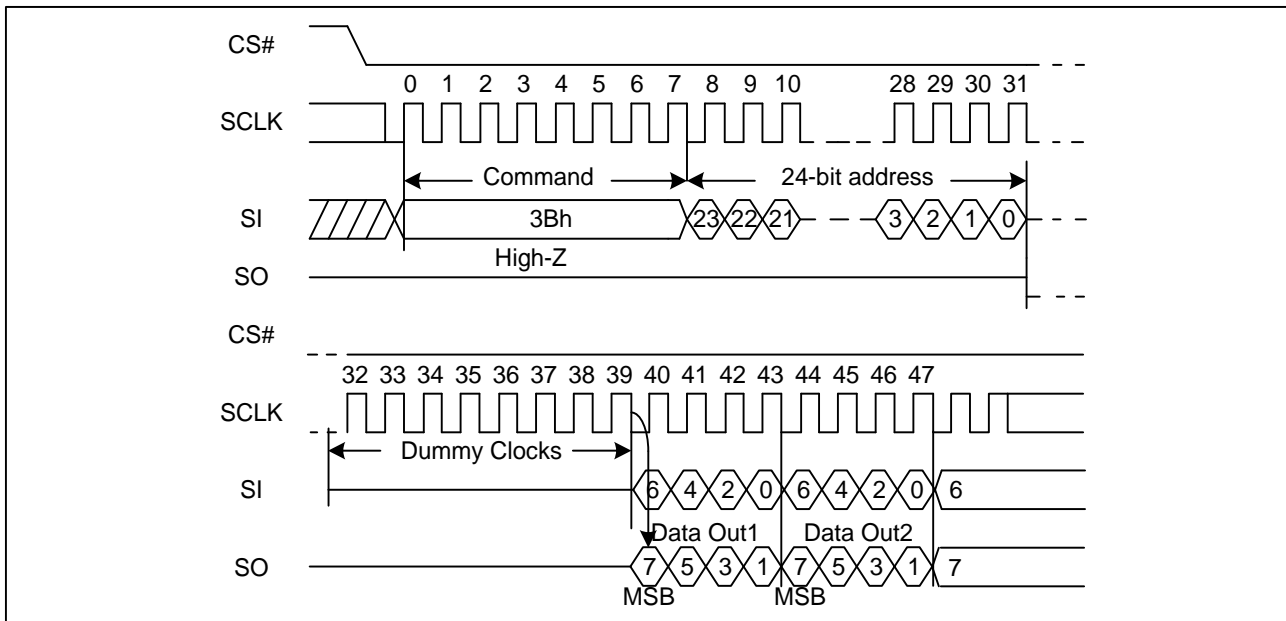 CS#
0 1 2 3 4 5 6 7 8 9 10 28 29 30 31
SCLK
Command 24-bit address
SI 3Bh 23 22 21 3 2 1 0
High-Z
SO
CS#
32 33 34 35 36 37 38 39 40 41 42 43 44 45 46 47
SCLK
Dummy Clocks
SI 6 4 2 0 6 4 2 0 6
Data Out1 Data Out2
SO 7 5 3 1 7 5 3 1 7
MSB MSB